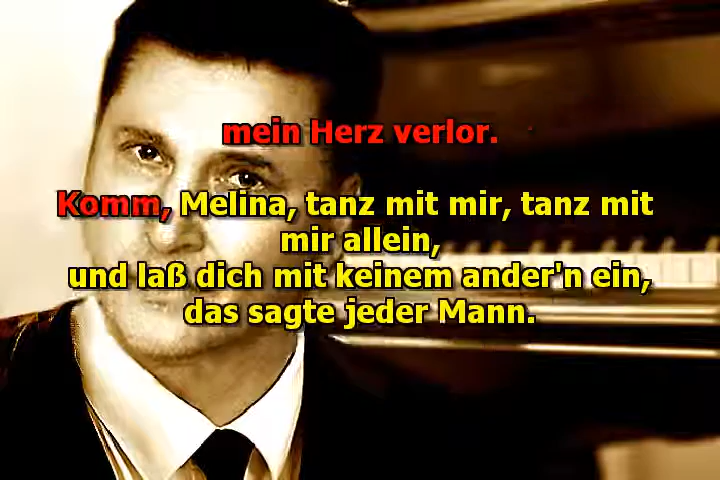 mein Herz verlor.
Komm, Melina, tanz mit mir, tanz mit
mir allein,
und laß dich mit keinem ander'n ein,
das sagte jeder Mann.